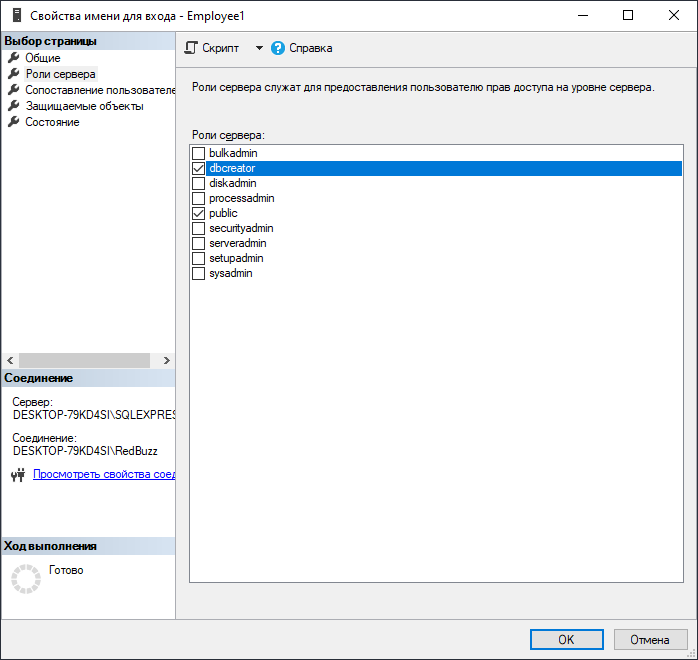 Свойства имени для входа - Employee1
Выбор страницы
Общие
Роли сервера
Сопоставление пользователе
Защищаемые объекты
Состояние
Скрипт
Справка
Роли сервера служат для предоставления пользователю прав доступа на уровне сервера.
Роли сервера:
bulkadmin
dbcreator
diskadmin
processadmin
public
securityadmin
serveradmin
setupadmin
sysadmin
Соединение
Сервер:
DESKTOP-79KD4SI\SQLEXPRES
Соединение:
DESKTOP-79KD4SI\RedBuzz
Просмотреть свойства соед
Ход выполнения
Готово
OK
Отмена